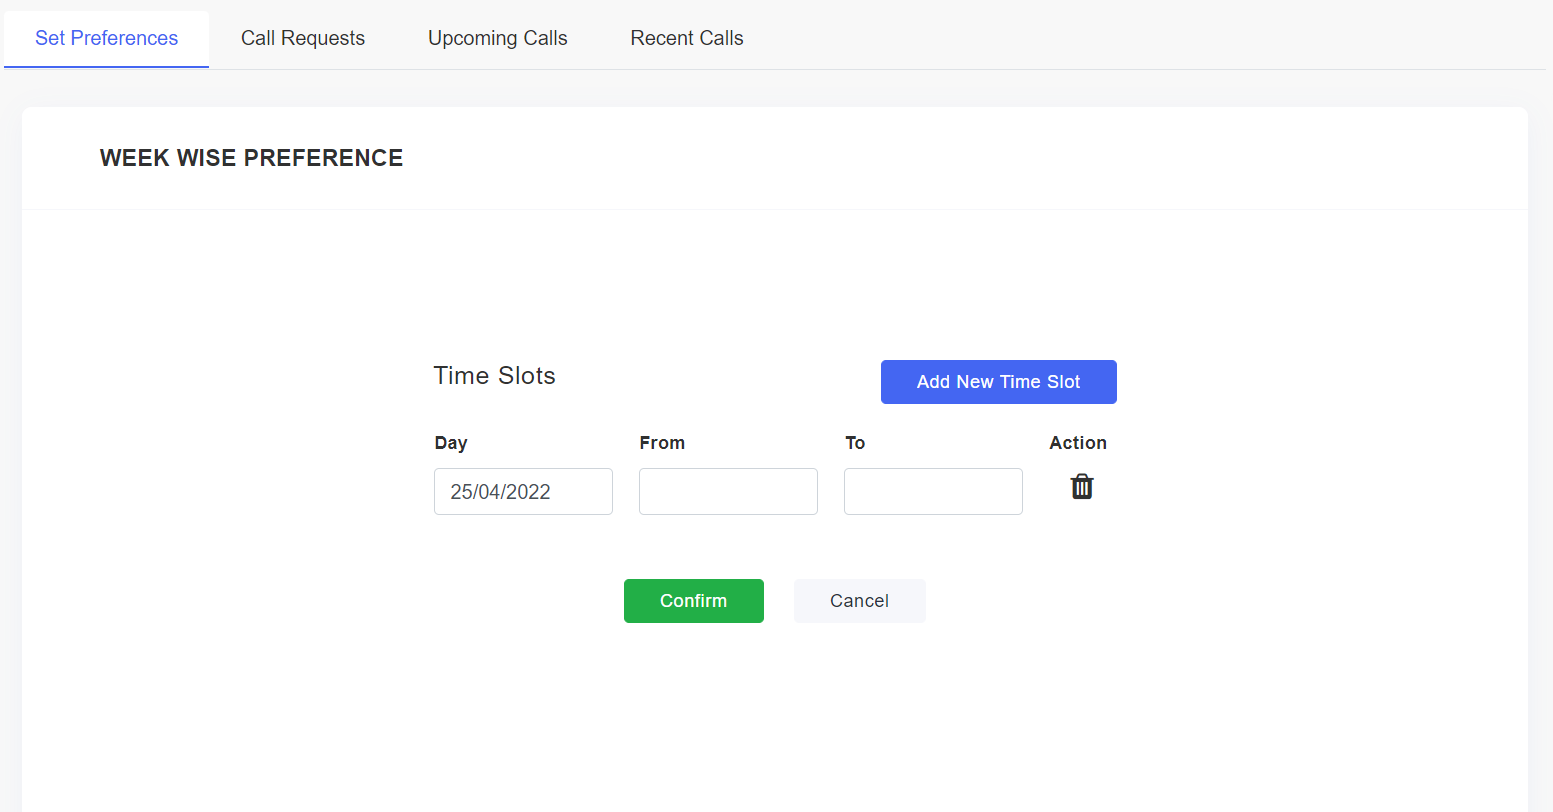 Set Preferences Call Requests Upcoming Calls Recent Calls
WEEK WISE PREFERENCE
Time Slots Add New Time Slot
Day From To Action
25/04/2022
Confirm Cancel